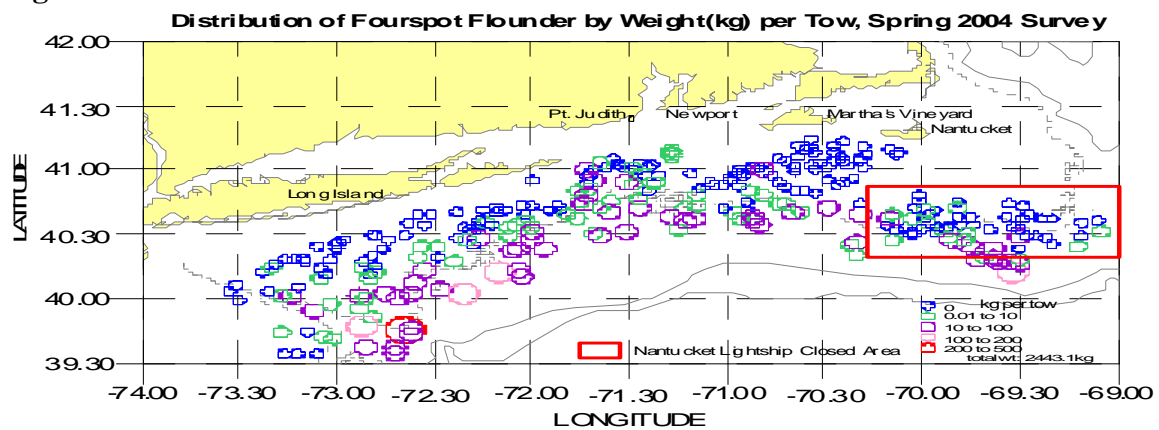 Distribution of Fourspot Flounder by Weight(kg) per Tow, Spring 2004 Survey
42.00
41.30
41.00
40.30
40.00
39.30
LATITUDE
Pt. Judith
Newport
Martha's Vineyard
Nantucket
Long Island
kg per tow
0
0.01 to 10
10 to 100
100 to 200
200 to 500
total wt: 2443.1kg
Nantucket Lightship Closed Area
-74.00 -73.30 -73.00 -72.30 -72.00 -71.30 -71.00 -70.30 -70.00 -69.30 -69.00
LONGITUDE